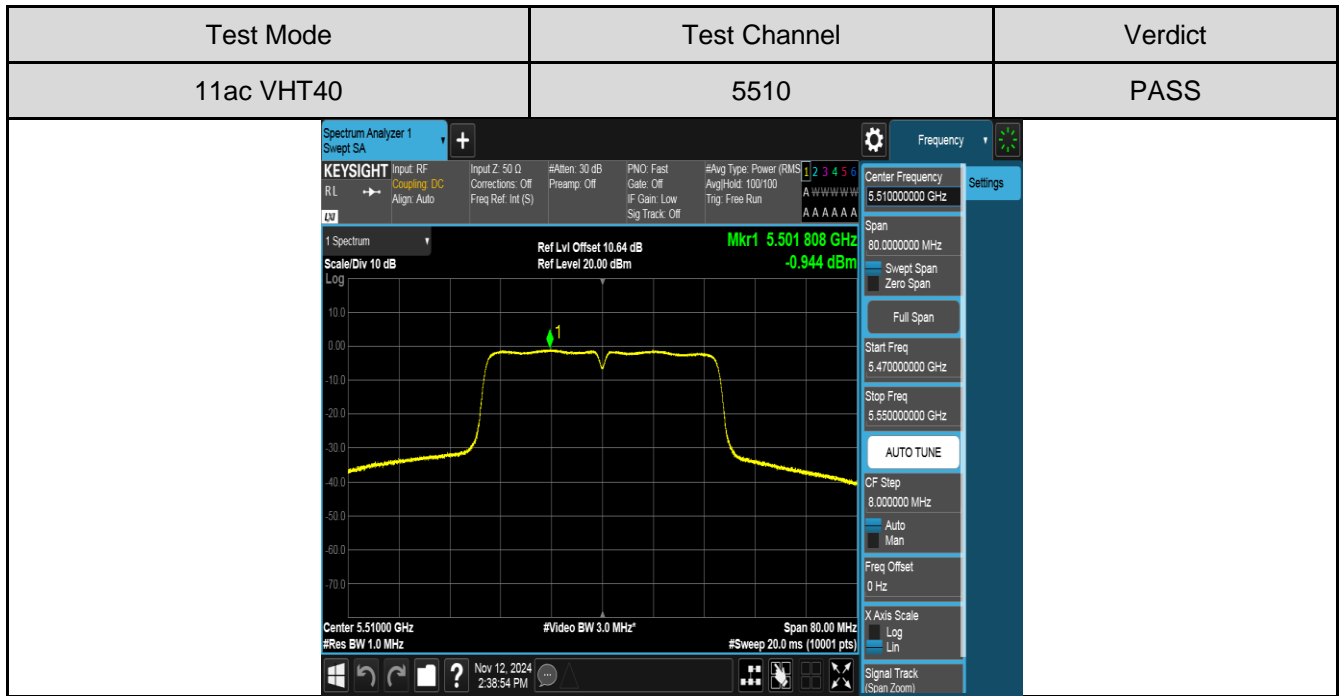 Test Mode Test Channel Verdict
11ac VHT40 5510 PASS
Spectrum Analyzer 1
Swept SA
+
Frequency
KEYSIGHT
RL
LXI
Input: RF
Coupling: DC
Align: Auto
Input Z: 50 Ω
Corrections: Off
Freq Ref: Int (S)
#Atten: 30 dB
Preamp: Off
PNO: Fast
Gate: Off
IF Gain: Low
Sig Track: Off
#Avg Type: Power (RMS
Avg|Hold: 100/100
Trig: Free Run
1 2 3 4 5 6
A W W W W W
A A A A A A
1 Spectrum
Scale/Div 10 dB
Ref Lvl Offset 10.64 dB
Ref Level 20.00 dBm
Mkr1 5.501 808 GHz
-0.944 dBm
Log
10.0
0.00
-10.0
-20.0
-30.0
-40.0
-50.0
-60.0
-70.0
1
Center 5.51000 GHz
#Res BW 1.0 MHz
#Video BW 3.0 MHz*
Span 80.00 MHz
#Sweep 20.0 ms (10001 pts)
?
Nov 12, 2024
2:38:54 PM
Center Frequency
5.510000000 GHz
Settings
Span
80.0000000 MHz
Swept Span
Zero Span
Full Span
Start Freq
5.470000000 GHz
Stop Freq
5.550000000 GHz
AUTO TUNE
CF Step
8.000000 MHz
Auto
Man
Freq Offset
0 Hz
X Axis Scale
Log
Lin
Signal Track
(Span Zoom)